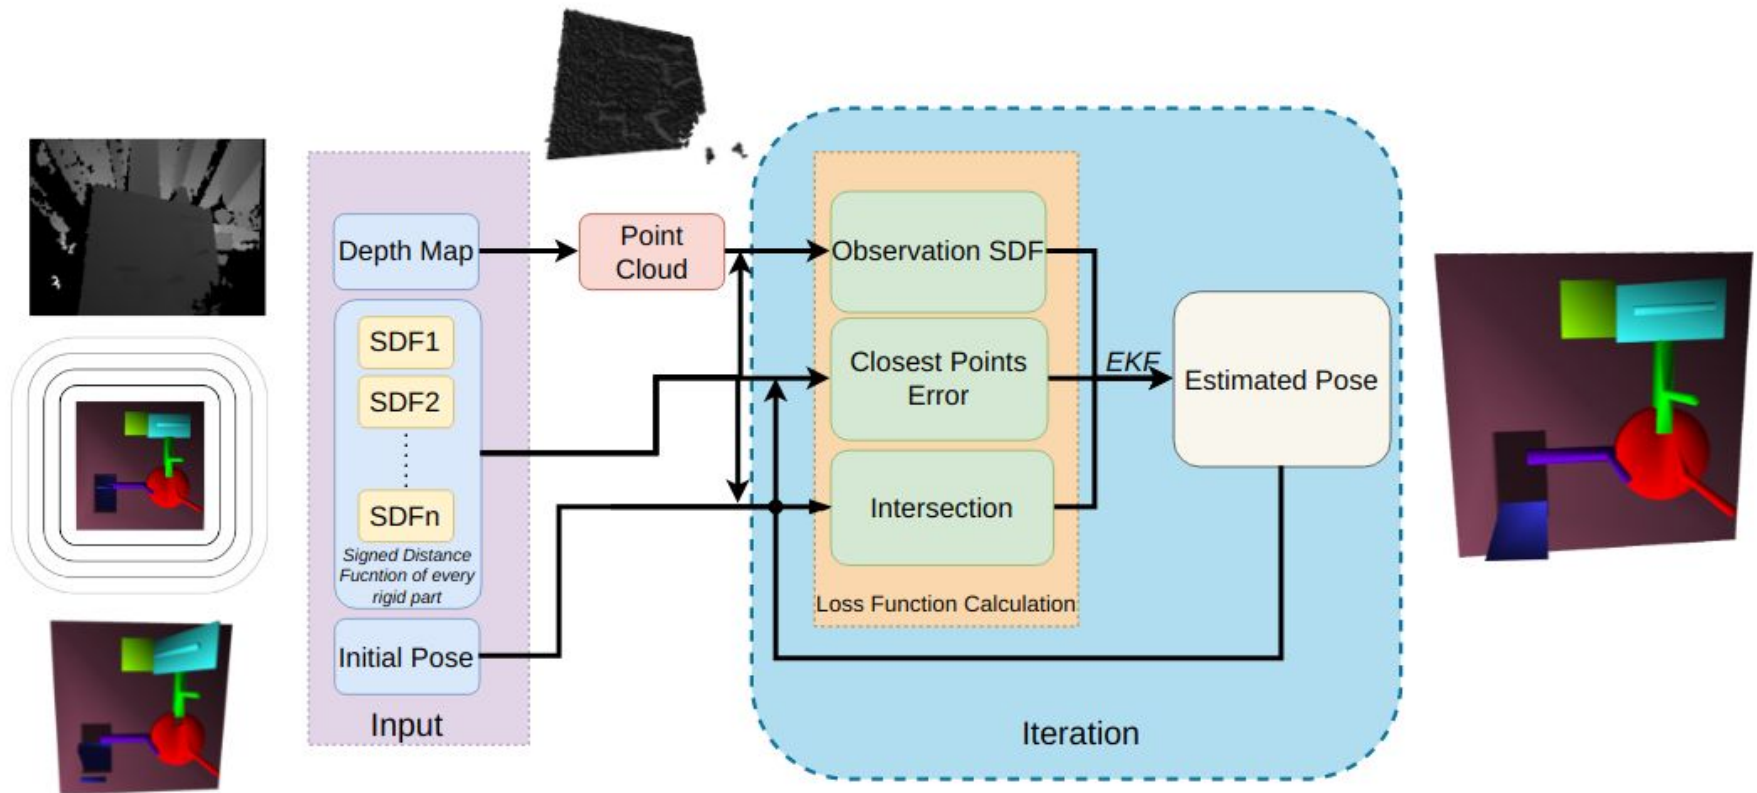 Depth Map
SDF1
SDF2
SDFn
Signed Distance
Fucntion of every
rigid part
Initial Pose
Input
Point
Cloud
Observation SDF
Closest Points
Error
Intersection
Loss Function Calculation
EKF
Estimated Pose
Iteration